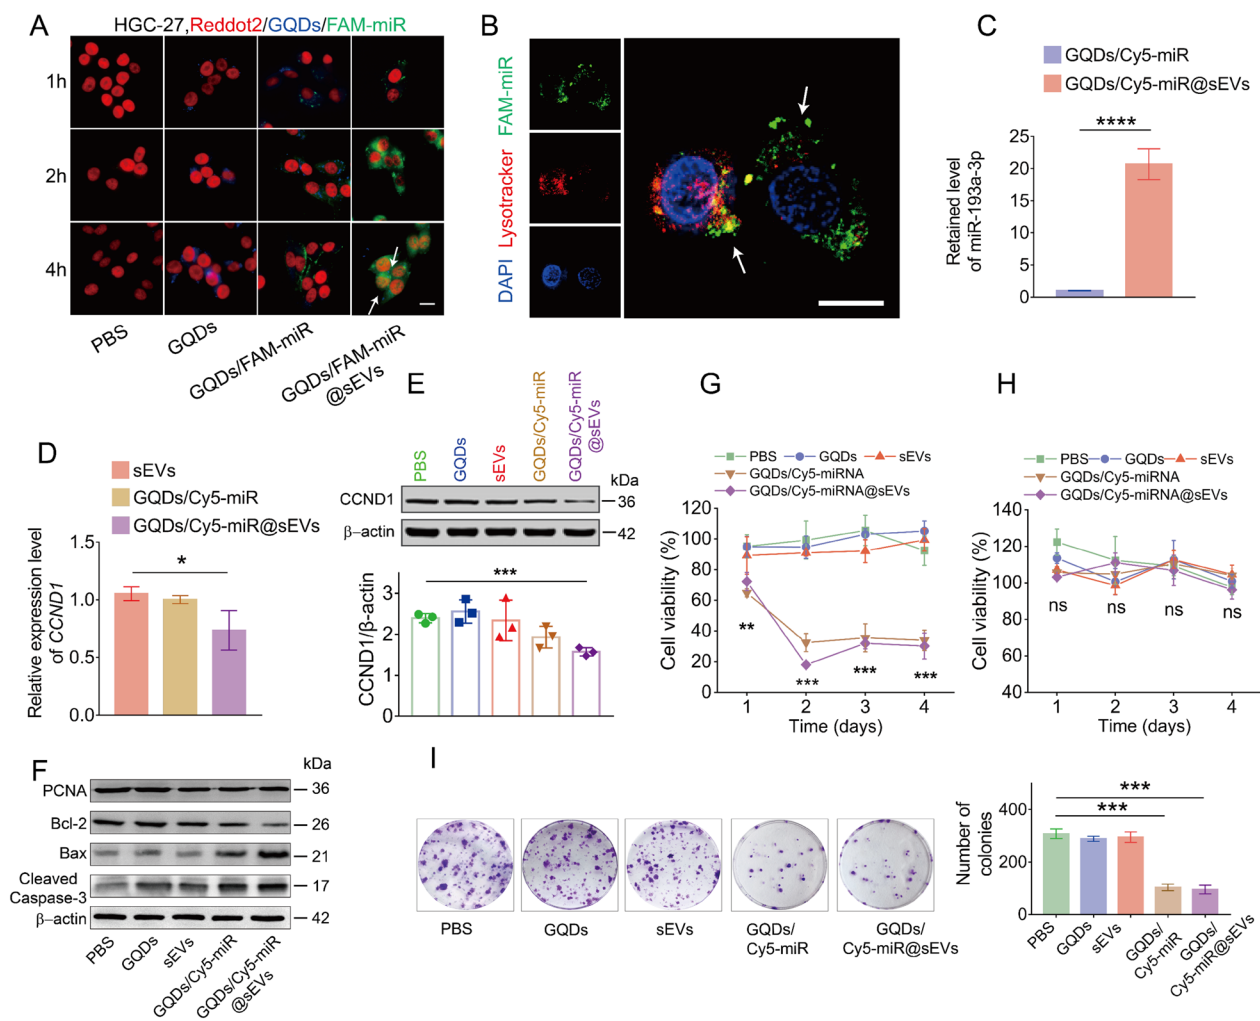 A
HGC-27,Reddot2/GQDs/FAM-miR
1h
2h
4h
PBS
GQDs
GQDs/FAM-miR
GQDs/FAM-miR
@sEVs
B
DAPI Lysotracker FAM-miR
C
GQDs/Cy5-miR
GQDs/Cy5-miR@sEVs
****
25
20
15
10
5
0
Retained level
of miR-193a-3p
D
sEVs
GQDs/Cy5-miR
GQDs/Cy5-miR@sEVs
1.5
1.0
0.5
0.0
*
Relative expression level
of CCND1
E
PBS
GQDs
sEVs
GQDs/Cy5-miR
GQDs/Cy5-miR
@sEVs
kDa
CCND1
36
β-actin
42
***
3
2
1
0
CCND1/β-actin
F
kDa
PCNA
36
Bcl-2
26
Bax
21
Cleaved
Caspase-3
17
β-actin
42
PBS
GQDs
sEVs
GQDs/Cy5-miR
GQDs/Cy5-miR
@sEVs
G
PBS GQDs sEVs
GQDs/Cy5-miRNA
GQDs/Cy5-miRNA@sEVs
120
100
80
60
40
20
0
Cell viability (%)
**
***
***
***
1 2 3 4
Time (days)
H
PBS GQDs sEVs
GQDs/Cy5-miRNA
GQDs/Cy5-miRNA@sEVs
140
120
100
80
60
40
Cell viability (%)
ns
ns
ns
ns
1 2 3 4
Time (days)
I
PBS
GQDs
sEVs
GQDs/
Cy5-miR
GQDs/
Cy5-miR@sEVs
Number of
colonies
400
200
0
***
***
PBS
GQDs
sEVs
GQDs/
Cy5-miR
GQDs/
Cy5-miR@sEVs